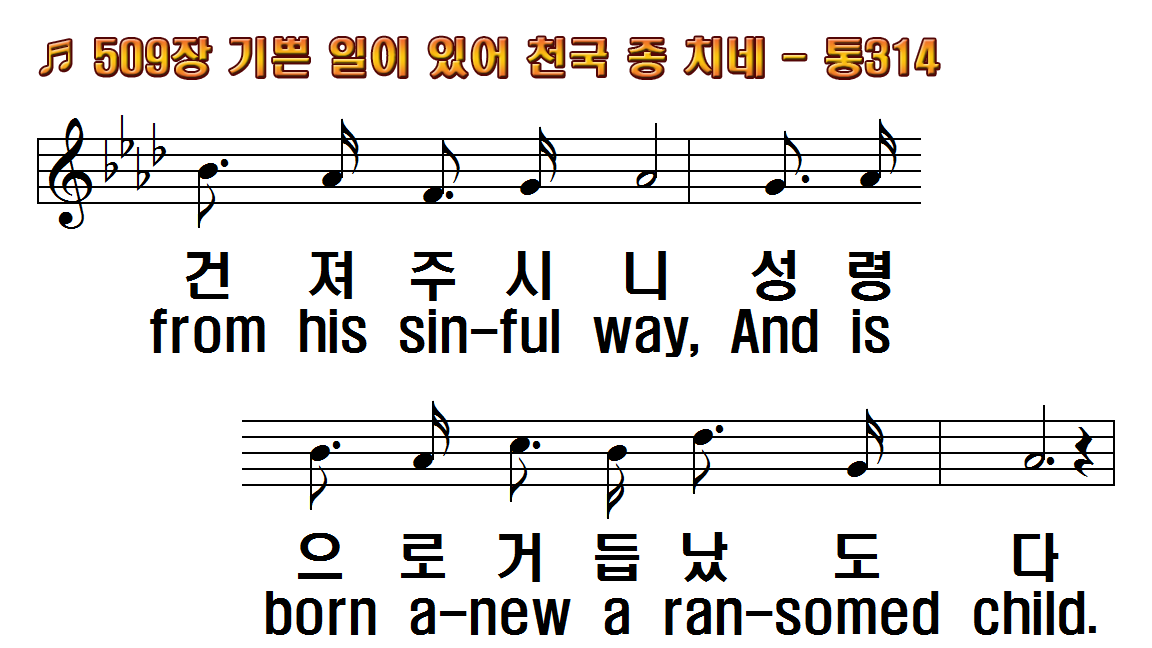 ♬ 509장 기쁜 일이 있어 천국 종 치네 - 통314
건 져 주 시 니 성 령
from his sin-ful way, And is
으 로 거 듭 났 도 다
born a-new a ran-somed child.